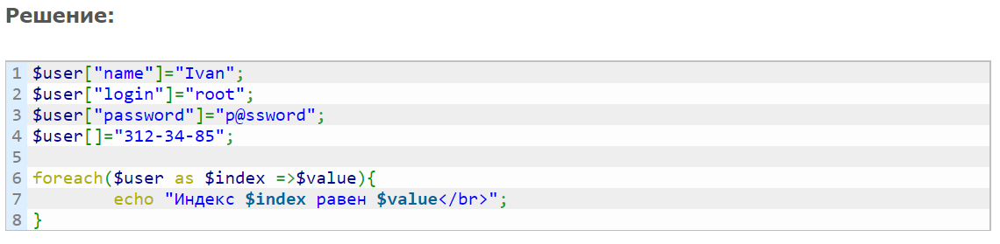 Решение:
1 $user["name"]="Ivan";
2 $user["login"]="root";
3 $user["password"]="p@ssword";
4 $user[]="312-34-85";
5
6 foreach($user as $index =>$value){
7 echo "Индекс $index равен $value</br>";
8 }